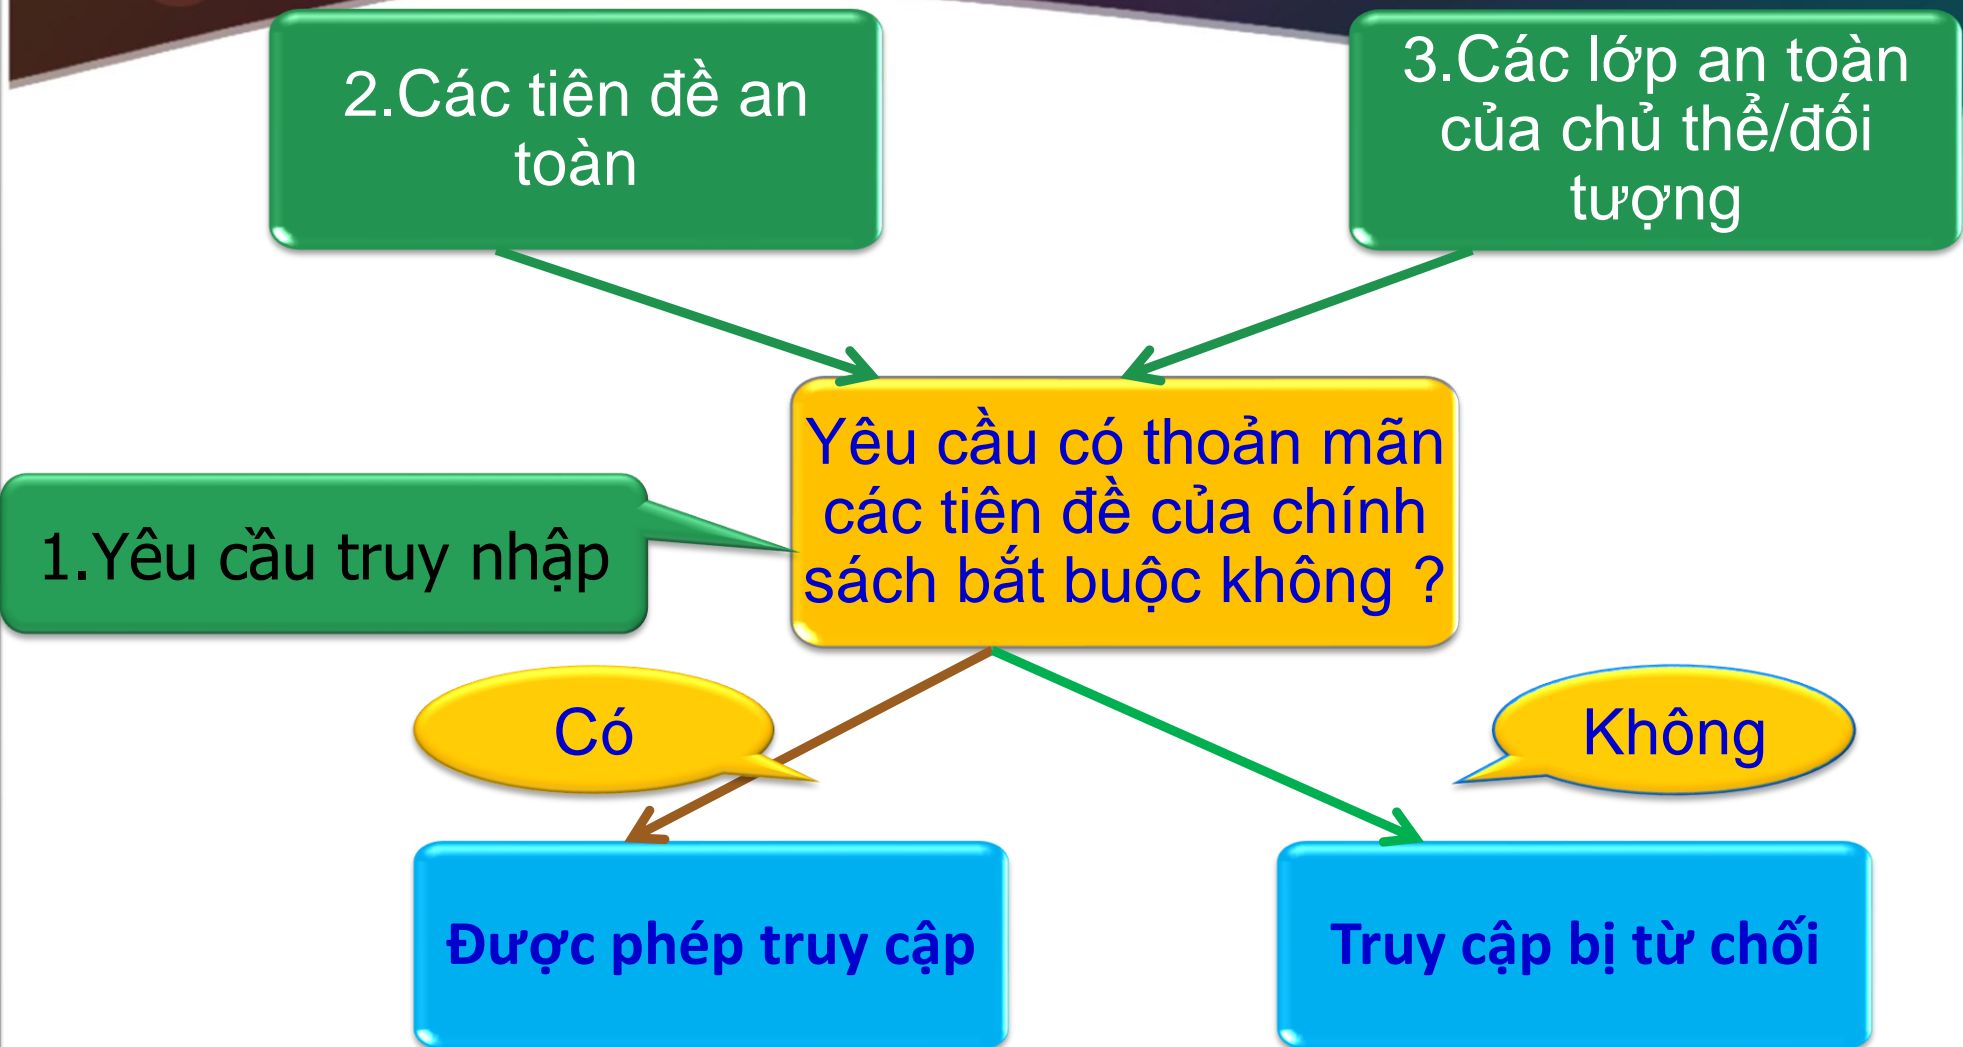 2.Các tiên đề an
toàn
3.Các lớp an toàn
của chủ thể/đối
tượng
1.Yêu cầu truy nhập
Yêu cầu có thoản mãn
các tiên đề của chính
sách bắt buộc không ?
Có
Không
Được phép truy cập
Truy cập bị từ chối